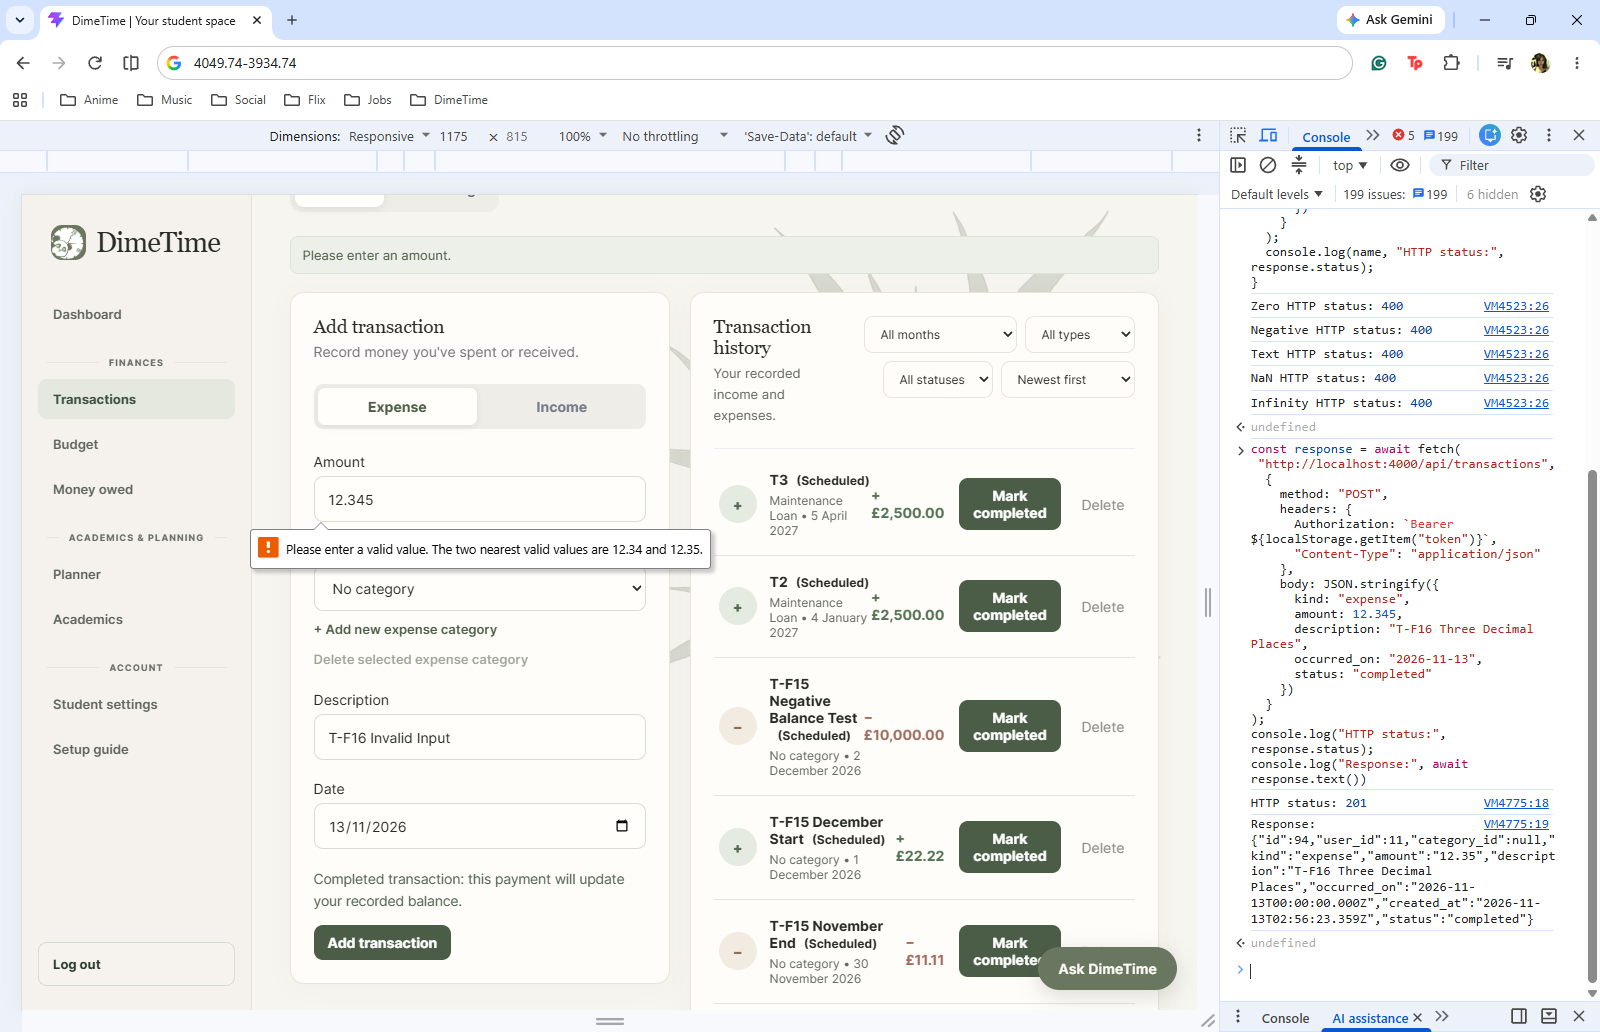 DimeTime | Your student space
Ask Gemini
4049.74-3934.74
Anime
Music
Social
Flix
Jobs
DimeTime
Dimensions: Responsive
1175
×
815
100%
No throttling
'Save-Data': default
Console
5
199
top
Filter
Default levels
199 issues:
199
6 hidden
DimeTime
Dashboard
FINANCES
Transactions
Budget
Money owed
ACADEMICS & PLANNING
Planner
Academics
ACCOUNT
Student settings
Setup guide
Log out
Please enter an amount.
Add transaction
Record money you've spent or received.
Expense
Income
Amount
12.345
Please enter a valid value. The two nearest valid values are 12.34 and 12.35.
No category
+ Add new expense category
Delete selected expense category
Description
T-F16 Invalid Input
Date
13/11/2026
Completed transaction: this payment will update
your recorded balance.
Add transaction
Transaction
history
Your recorded
income and
expenses.
All months
All types
All statuses
Newest first
+
T3 (Scheduled)
Maintenance
Loan • 5 April
2027
+
£2,500.00
Mark
completed
Delete
+
T2 (Scheduled)
Maintenance
Loan • 4 January
2027
+
£2,500.00
Mark
completed
Delete
−
T-F15
Negative
Balance Test
(Scheduled)
No category • 2
December 2026
−
£10,000.00
Mark
completed
Delete
+
T-F15 December
Start (Scheduled)
No category • 1
December 2026
+
£22.22
Mark
completed
Delete
−
T-F15 November
End (Scheduled)
No category • 30
November 2026
−
£11.11
Mark
complete
Ask DimeTime
})
}
);
console.log(name, "HTTP status:",
response.status);
}
Zero HTTP status: 400 VM4523:26
Negative HTTP status: 400 VM4523:26
Text HTTP status: 400 VM4523:26
NaN HTTP status: 400 VM4523:26
Infinity HTTP status: 400 VM4523:26
undefined
const response = await fetch(
"http://localhost:4000/api/transactions",
{
method: "POST",
headers: {
Authorization: `Bearer
${localStorage.getItem("token")}`,
"Content-Type": "application/json"
},
body: JSON.stringify({
kind: "expense",
amount: 12.345,
description: "T-F16 Three Decimal
Places",
occurred_on: "2026-11-13",
status: "completed"
})
}
);
console.log("HTTP status:",
response.status);
console.log("Response:", await
response.text())
HTTP status: 201 VM4775:18
Response: VM4775:19
{"id":94,"user_id":11,"category_id":null,"
kind":"expense","amount":"12.35","descript
ion":"T-F16 Three Decimal
Places","occurred_on":"2026-11-
13T00:00:00.000Z","created_at":"2026-11-
13T02:56:23.359Z","status":"completed"}
undefined
Console
AI assistance